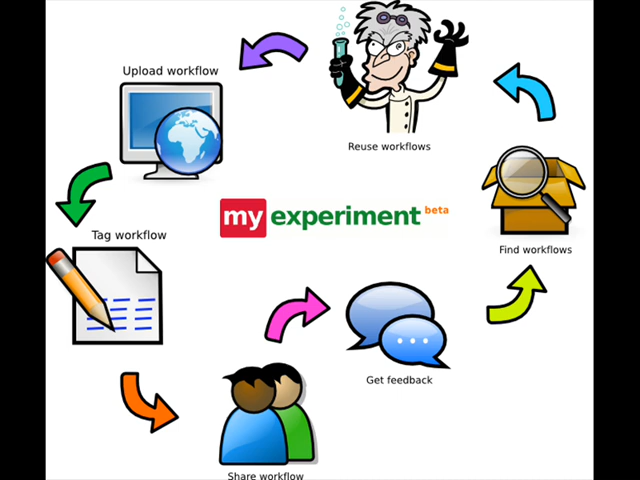 Upload workflow
Reuse workflows
Tag workflow
myexperiment beta
Find workflows
Get feedback
Share workflow